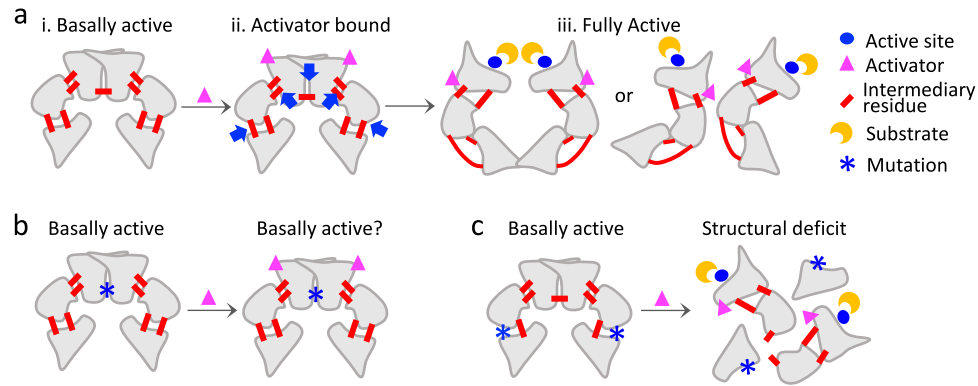 a
i. Basally active
ii. Activator bound
iii. Fully Active
or
Active site
Activator
Intermediary
residue
Substrate
Mutation
b
Basally active
Basally active?
c
Basally active
Structural deficit